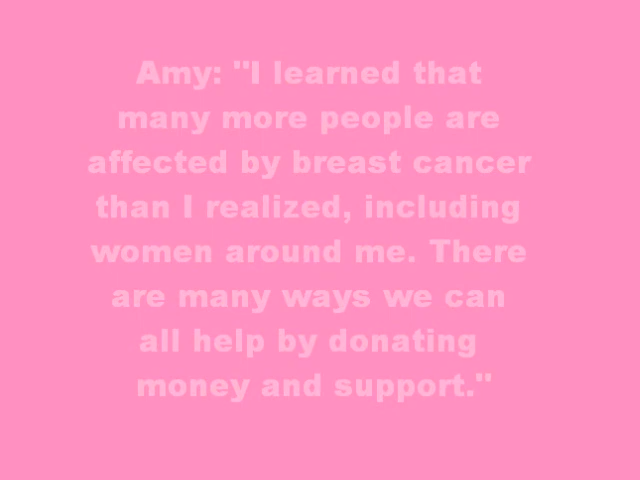 Amy: "I learned that
many more people are
affected by breast cancer
than I realized, including
women around me. There
are many ways we can
all help by donating
money and support."